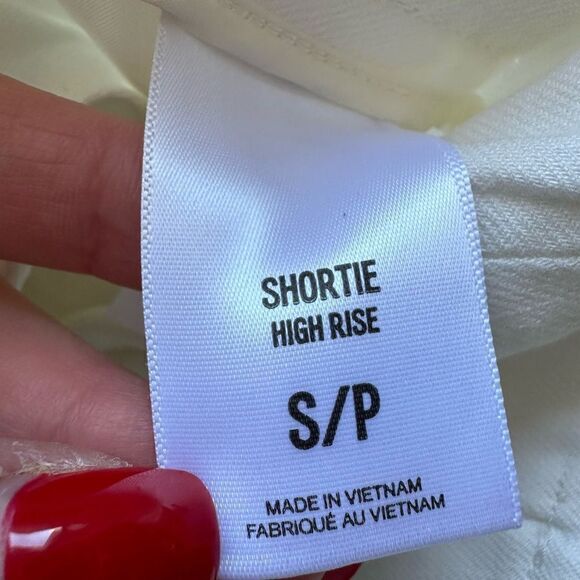 SHORTIE
HIGH RISE
S/P
MADE IN VIETNAM
FABRIQUÉ AU VIETNAM